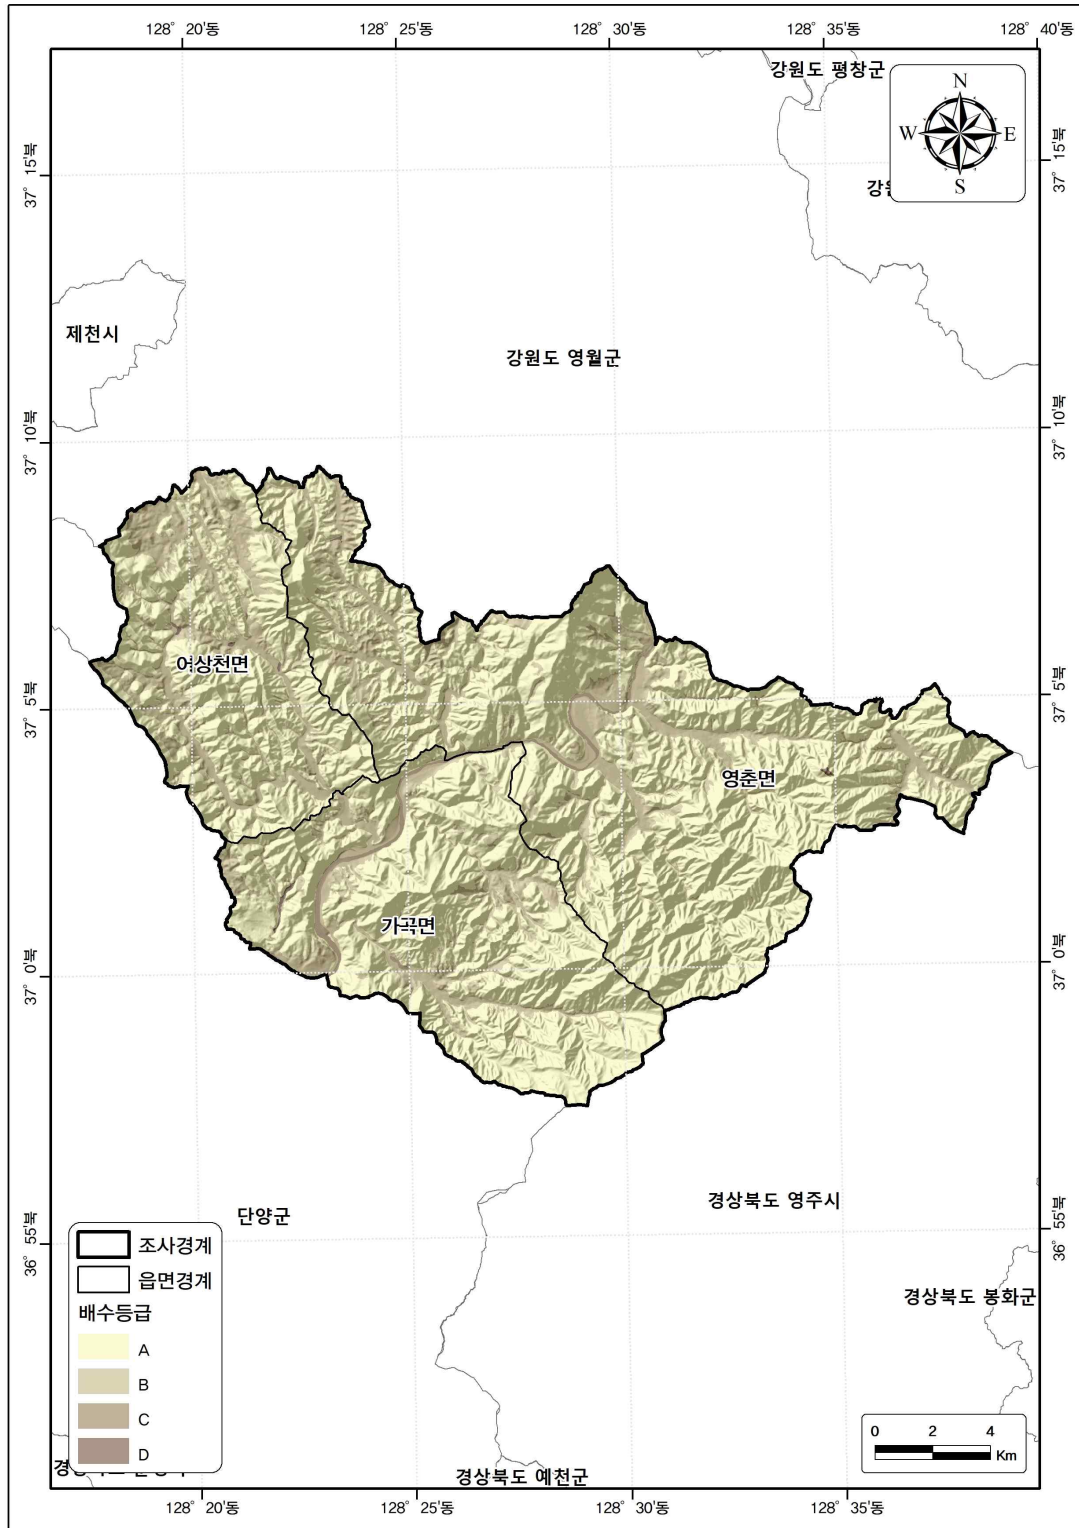 128° 20'동
128° 25'동
128° 30'동
128° 35'동
128° 40'동
강원도 평창군
N
W
E
S
37° 15'북
37° 15'북
제천시
강원도 영월군
37° 10'북
37° 10'북
어상천면
37° 5'북
37° 5'북
영춘면
가곡면
37° 0'북
37° 0'북
단양군
경상북도 영주시
36° 55'북
36° 55'북
조사경계
읍면경계
배수등급
A
B
C
D
경상북도 봉화군
0 2 4
Km
경상북도 예천군
128° 20'동
128° 25'동
128° 30'동
128° 35'동